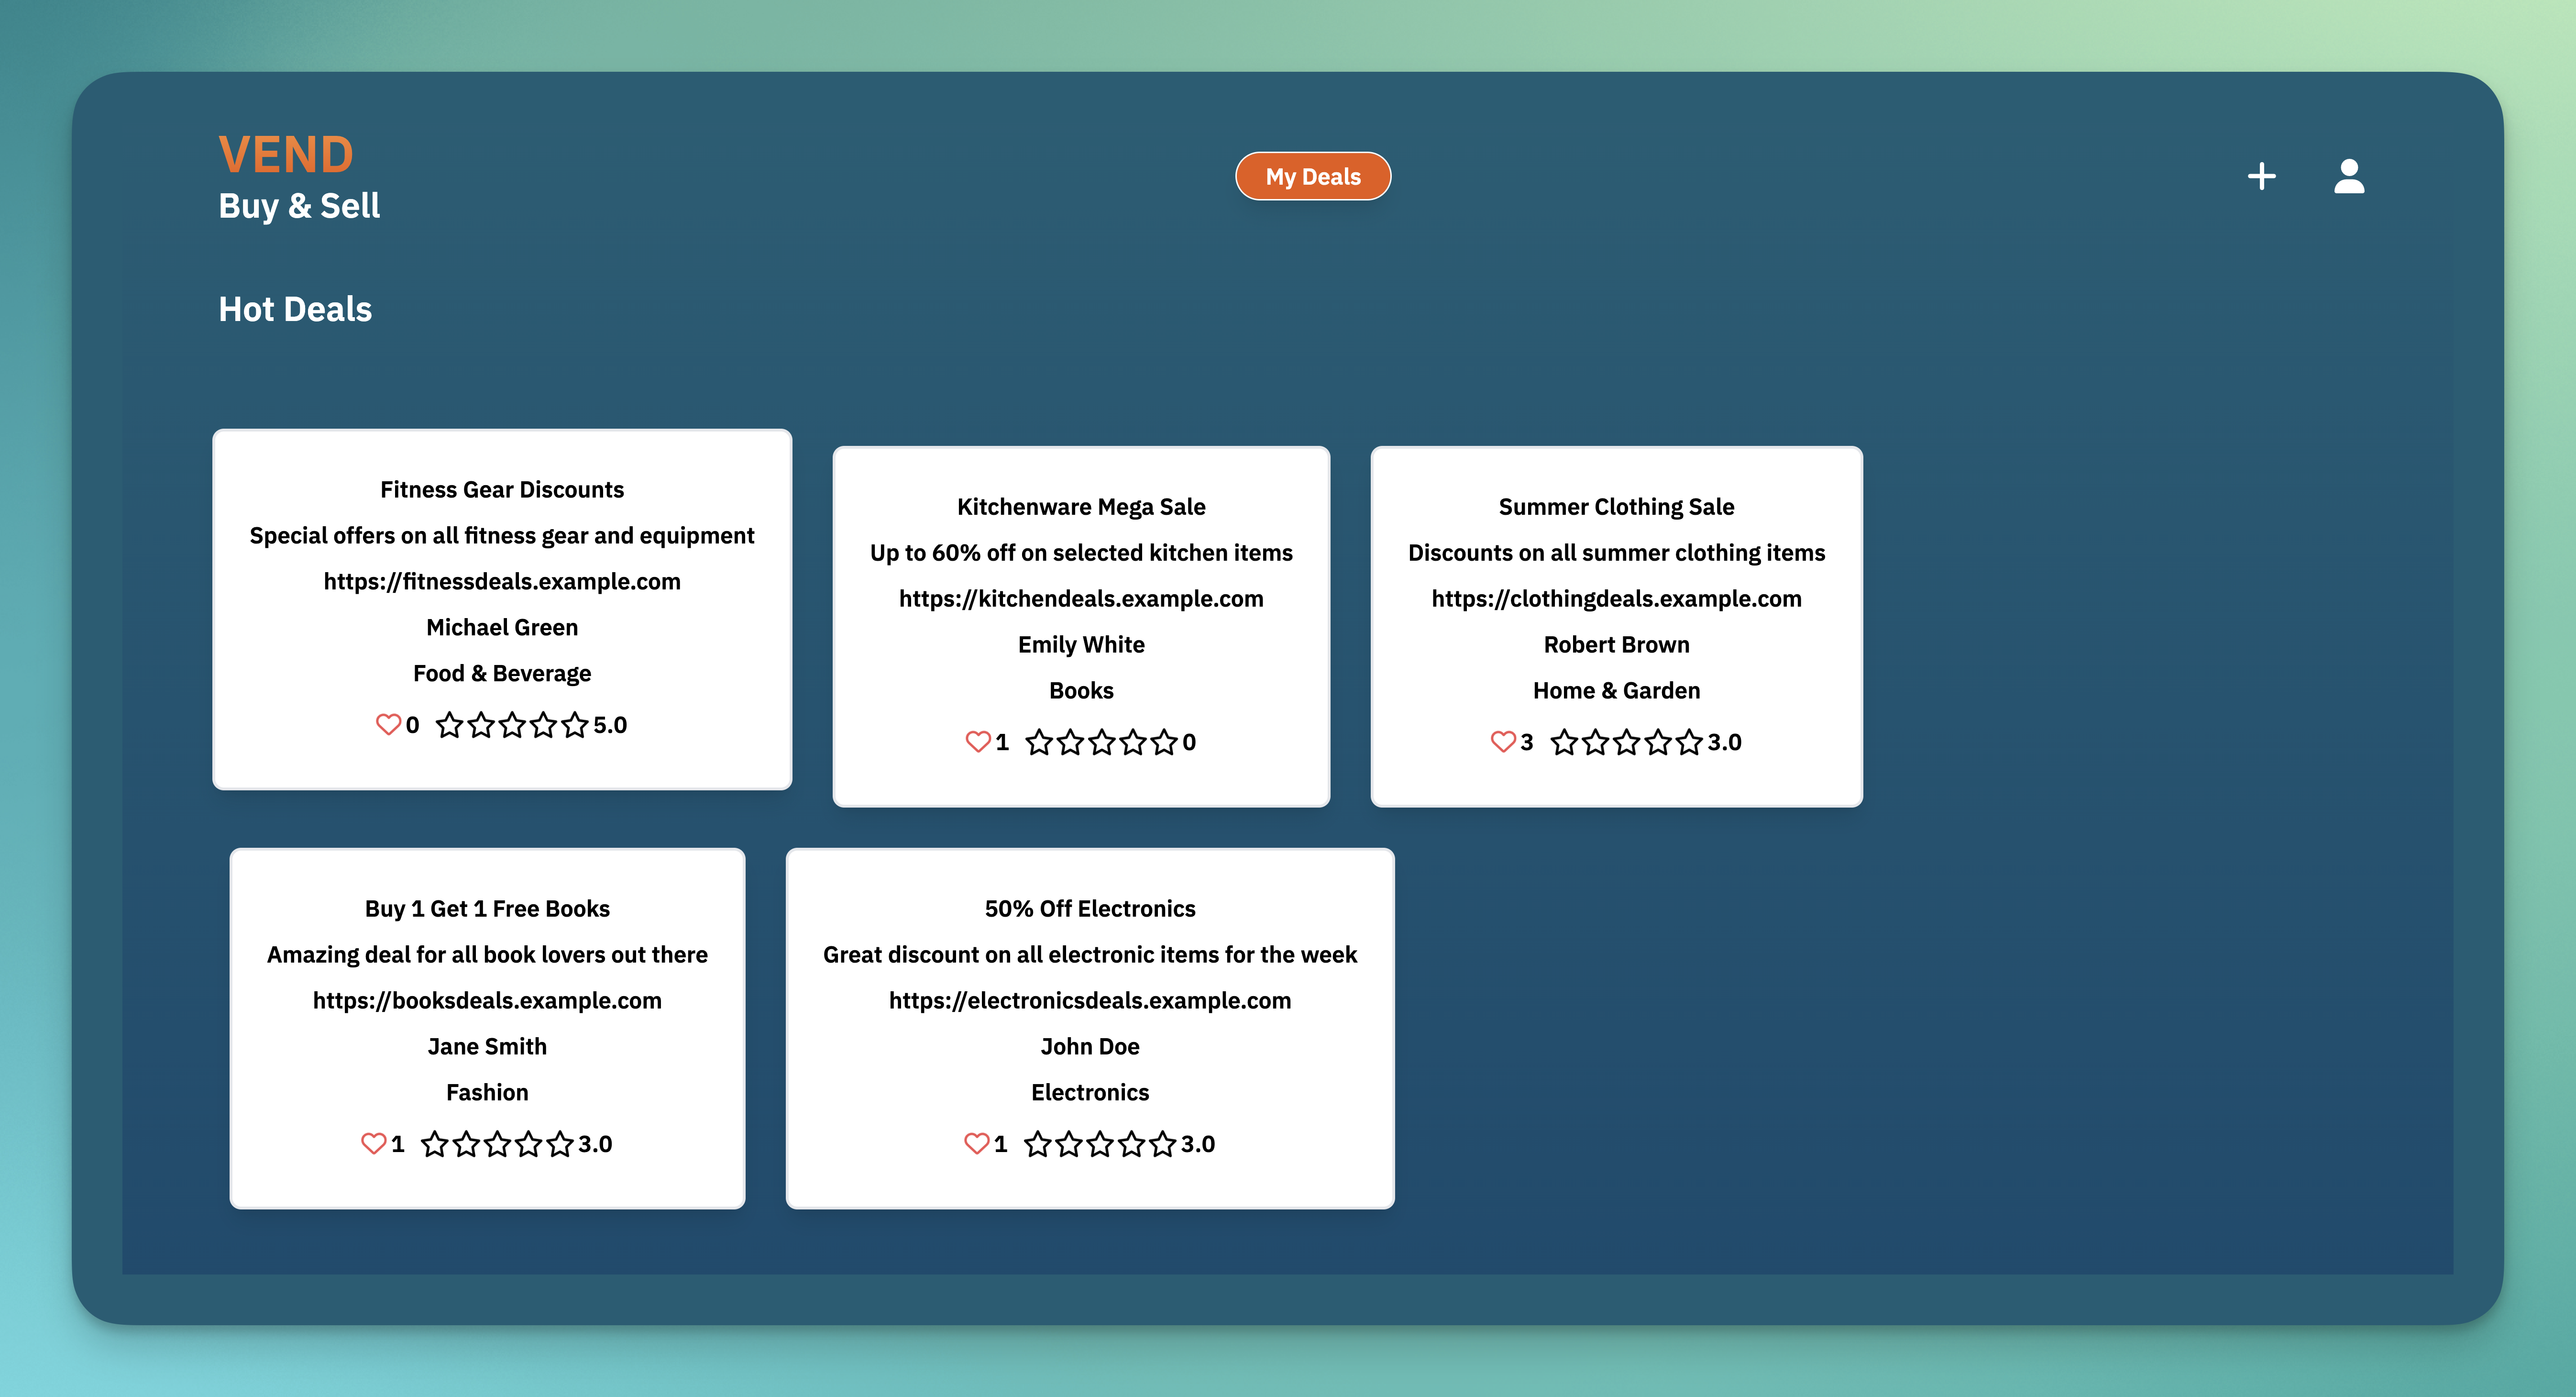 VEND
Buy & Sell
My Deals
Hot Deals
Fitness Gear Discounts
Special offers on all fitness gear and equipment
https://fitnessdeals.example.com
Michael Green
Food & Beverage
0 5.0
Kitchenware Mega Sale
Up to 60% off on selected kitchen items
https://kitchendeals.example.com
Emily White
Books
1 0
Summer Clothing Sale
Discounts on all summer clothing items
https://clothingdeals.example.com
Robert Brown
Home & Garden
3 3.0
Buy 1 Get 1 Free Books
Amazing deal for all book lovers out there
https://booksdeals.example.com
Jane Smith
Fashion
1 3.0
50% Off Electronics
Great discount on all electronic items for the week
https://electronicsdeals.example.com
John Doe
Electronics
1 3.0